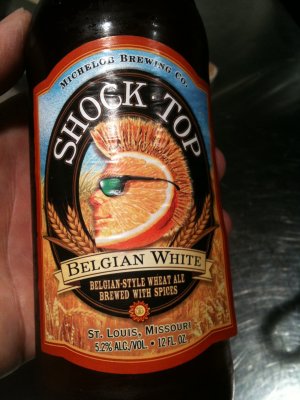 MICHELOB BREWING CO.
SHOCK TOP
BELGIAN WHITE
BELGIAN-STYLE WHEAT ALE
BREWED WITH SPICES
ST. LOUIS, MISSOURI
5.2% ALC./VOL. • 12 FL. OZ.